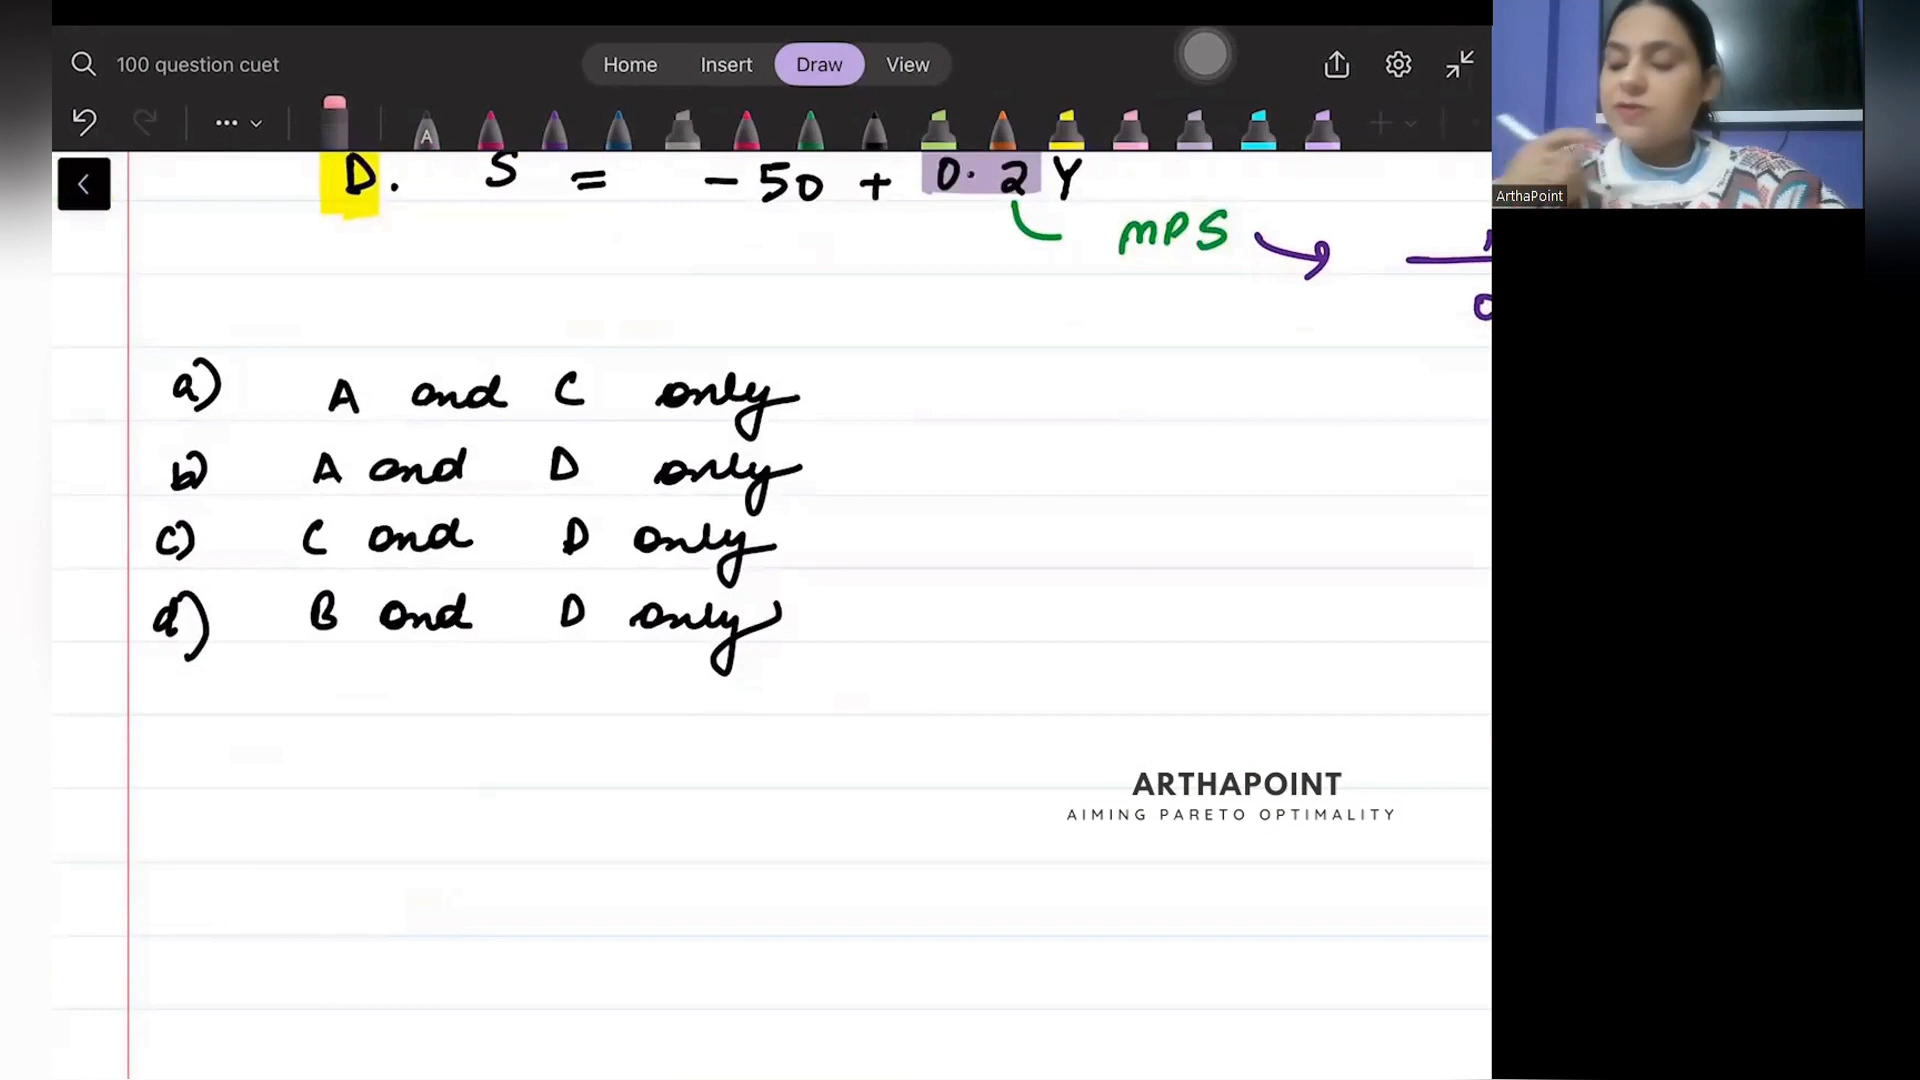 100 question cuet
Home Insert Draw View
A
ArthaPoint
D. S = - 50 + 0.2 Y
MPS
a) A and C only
b) A and D only
c) C and D only
d) B and D only
ARTHAPOINT
AIMING PARETO OPTIMALITY